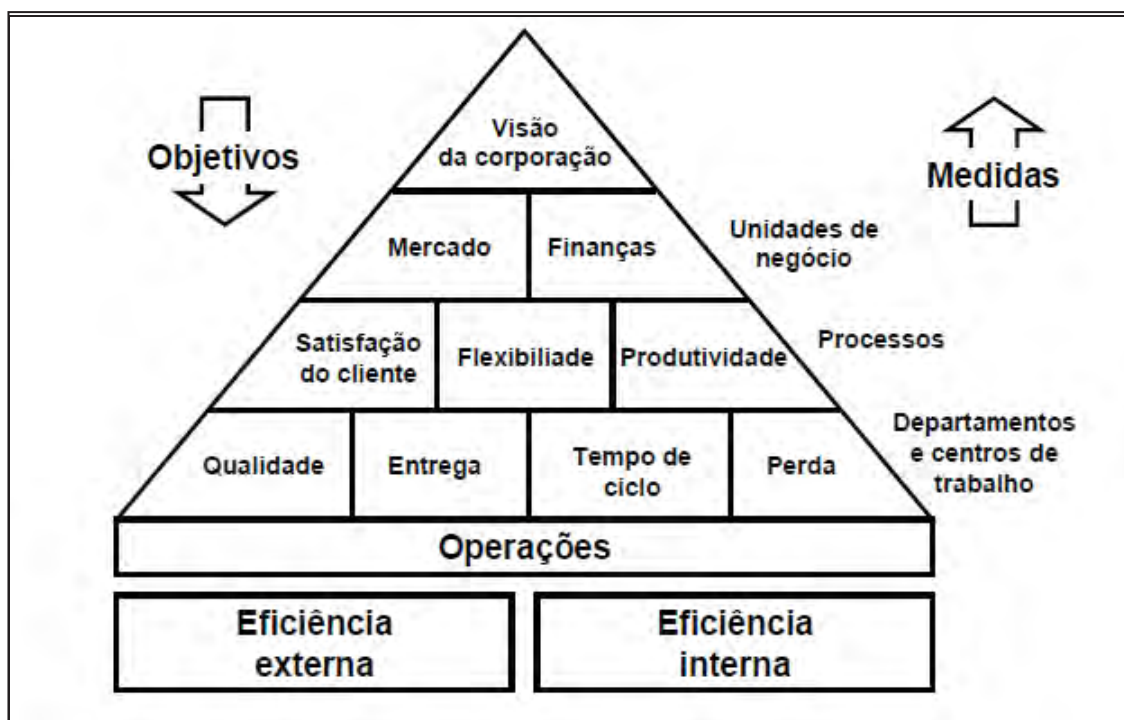 Visão
da corporação
Objetivos
Medidas
Mercado
Finanças
Unidades de
negócio
Satisfação
do cliente
Flexibiliade
Produtividade
Processos
Qualidade
Entrega
Tempo de
ciclo
Perda
Departamentos
e centros de
trabalho
Operações
Eficiência
externa
Eficiência
interna